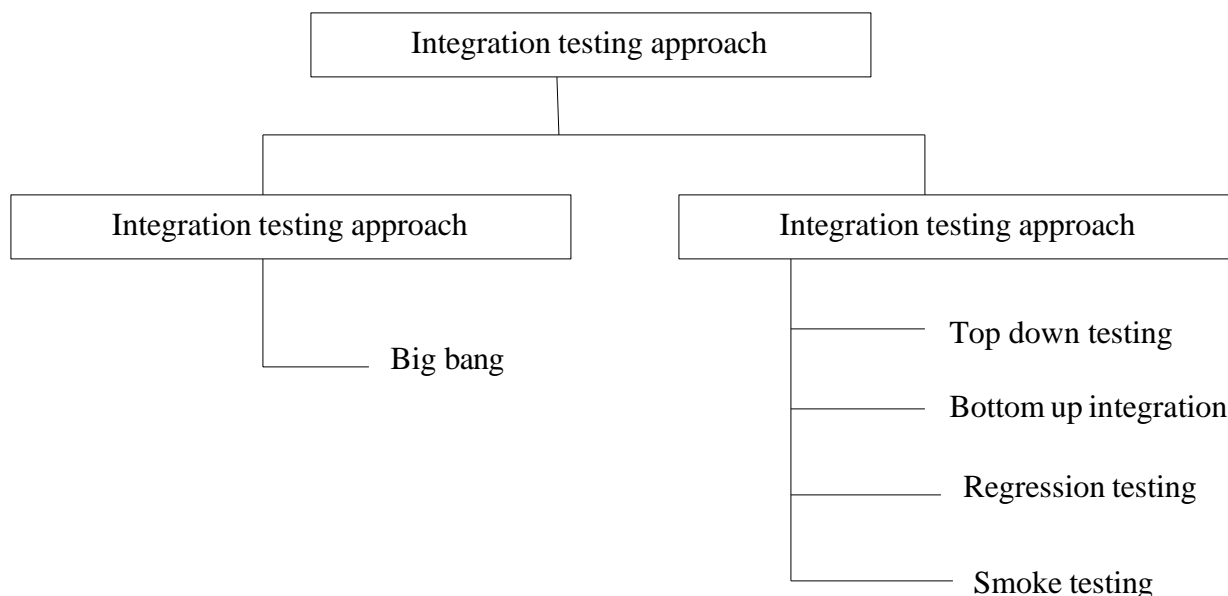 Integration testing approach
Integration testing approach
Integration testing approach
Big bang
Top down testing
Bottom up integration
Regression testing
Smoke testing